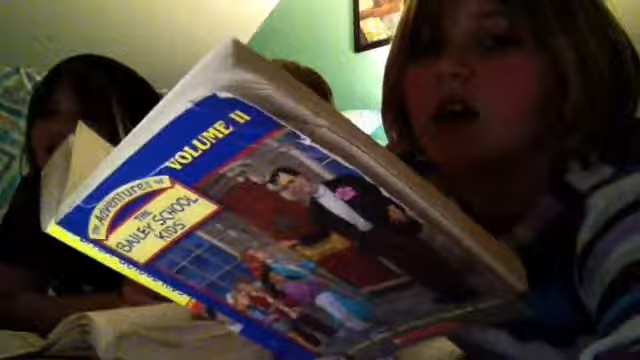 VOLUME II
The Adventures of
THE
BAILEY SCHOOL
KIDS